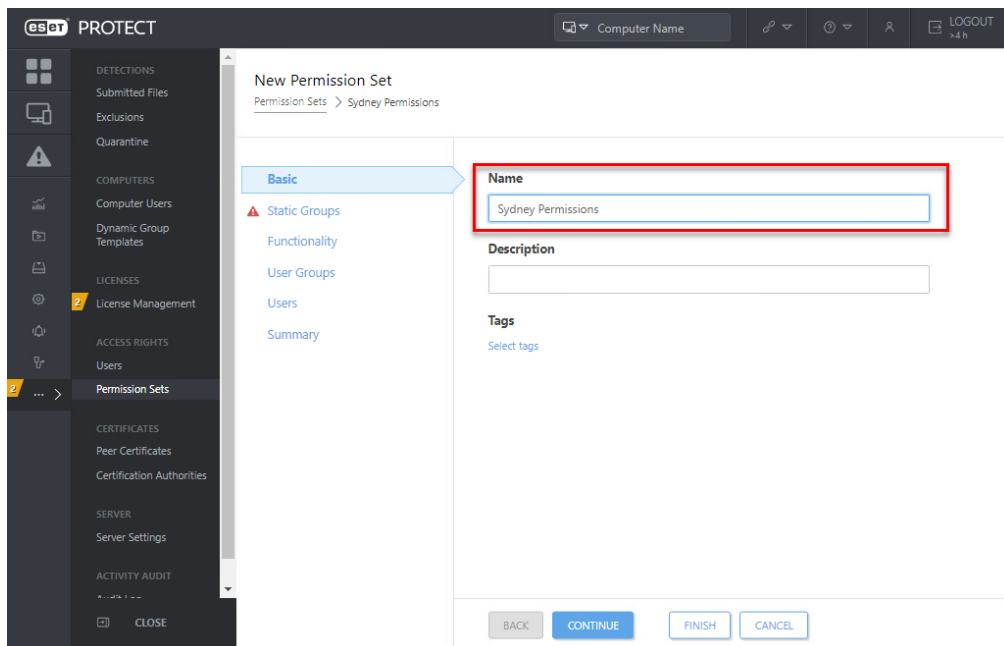 eset PROTECT
Computer Name
LOGOUT
>4 h
DETECTIONS
Submitted Files
Exclusions
Quarantine
COMPUTERS
Computer Users
Dynamic Group
Templates
LICENSES
2 License Management
ACCESS RIGHTS
Users
2 ... > Permission Sets
CERTIFICATES
Peer Certificates
Certification Authorities
SERVER
Server Settings
ACTIVITY AUDIT
Audit Log
CLOSE
New Permission Set
Permission Sets > Sydney Permissions
Basic
Static Groups
Functionality
User Groups
Users
Summary
Name
Sydney Permissions
Description
Tags
Select tags
BACK CONTINUE FINISH CANCEL